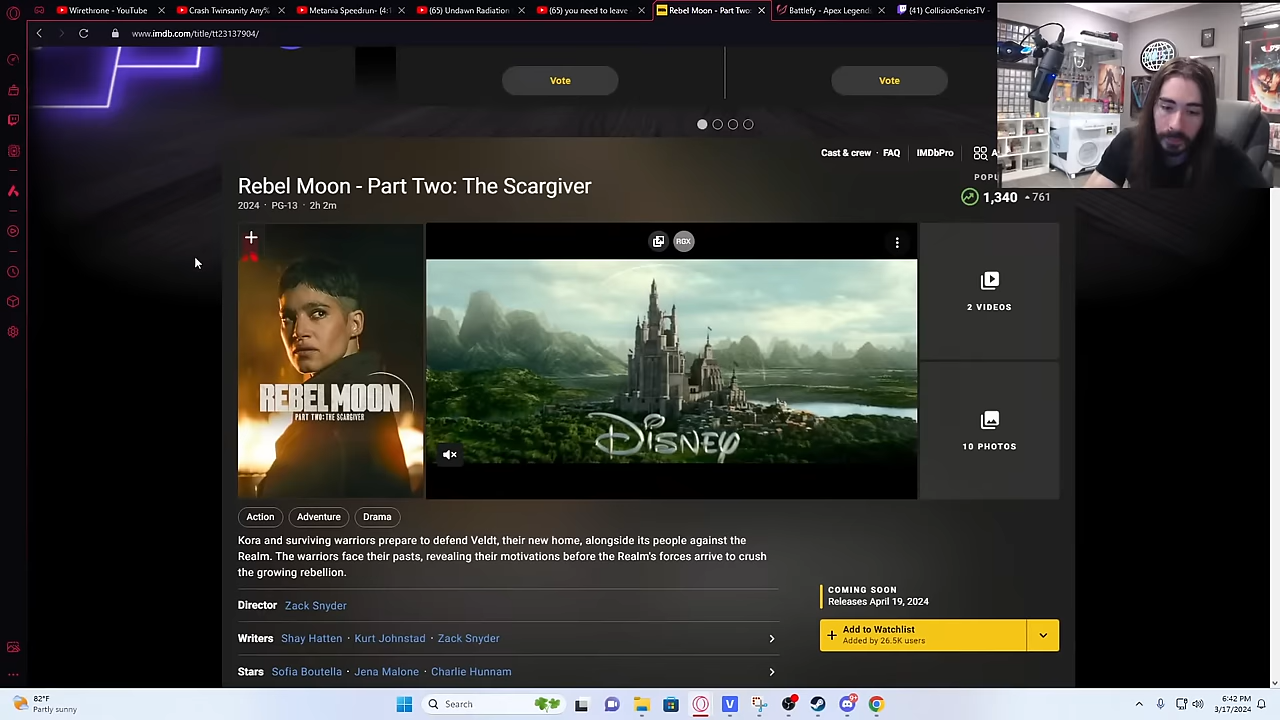 Wirethrone - YouTube
Crash Twinsanity Any%
Metania Speedrun- (4:
(65) Undawn Radiation
(65) you need to leave
Rebel Moon - Part Two:
Battlefy - Apex Legend
(41) CollisionSeriesTV -
www.imdb.com/title/tt23137904/
Vote
Vote
Cast & crew · FAQ
IMDbPro
Rebel Moon - Part Two: The Scargiver
2024 · PG-13 · 2h 2m
1,340
761
RGX
REBEL MOON
PART TWO: THE SCARGIVER
DISNEY
2 VIDEOS
10 PHOTOS
Action
Adventure
Drama
Kora and surviving warriors prepare to defend Veldt, their new home, alongside its people against the
Realm. The warriors face their pasts, revealing their motivations before the Realm's forces arrive to crush
the growing rebellion.
Director Zack Snyder
Writers Shay Hatten · Kurt Johnstad · Zack Snyder
Stars Sofia Boutella · Jena Malone · Charlie Hunnam
COMING SOON
Releases April 19, 2024
Add to Watchlist
Added by 26.5K users
82°F
Partly sunny
Search
6:42 PM
3/17/2024